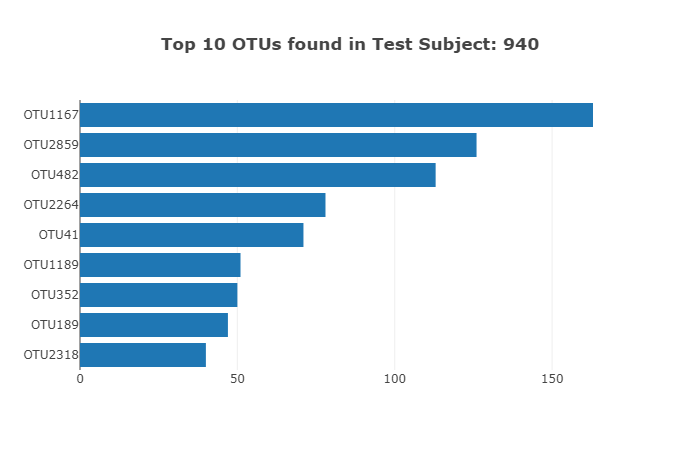 Top 10 OTUs found in Test Subject: 940
OTU1167
OTU2859
OTU482
OTU2264
OTU41
OTU1189
OTU352
OTU189
OTU2318
0 50 100 150